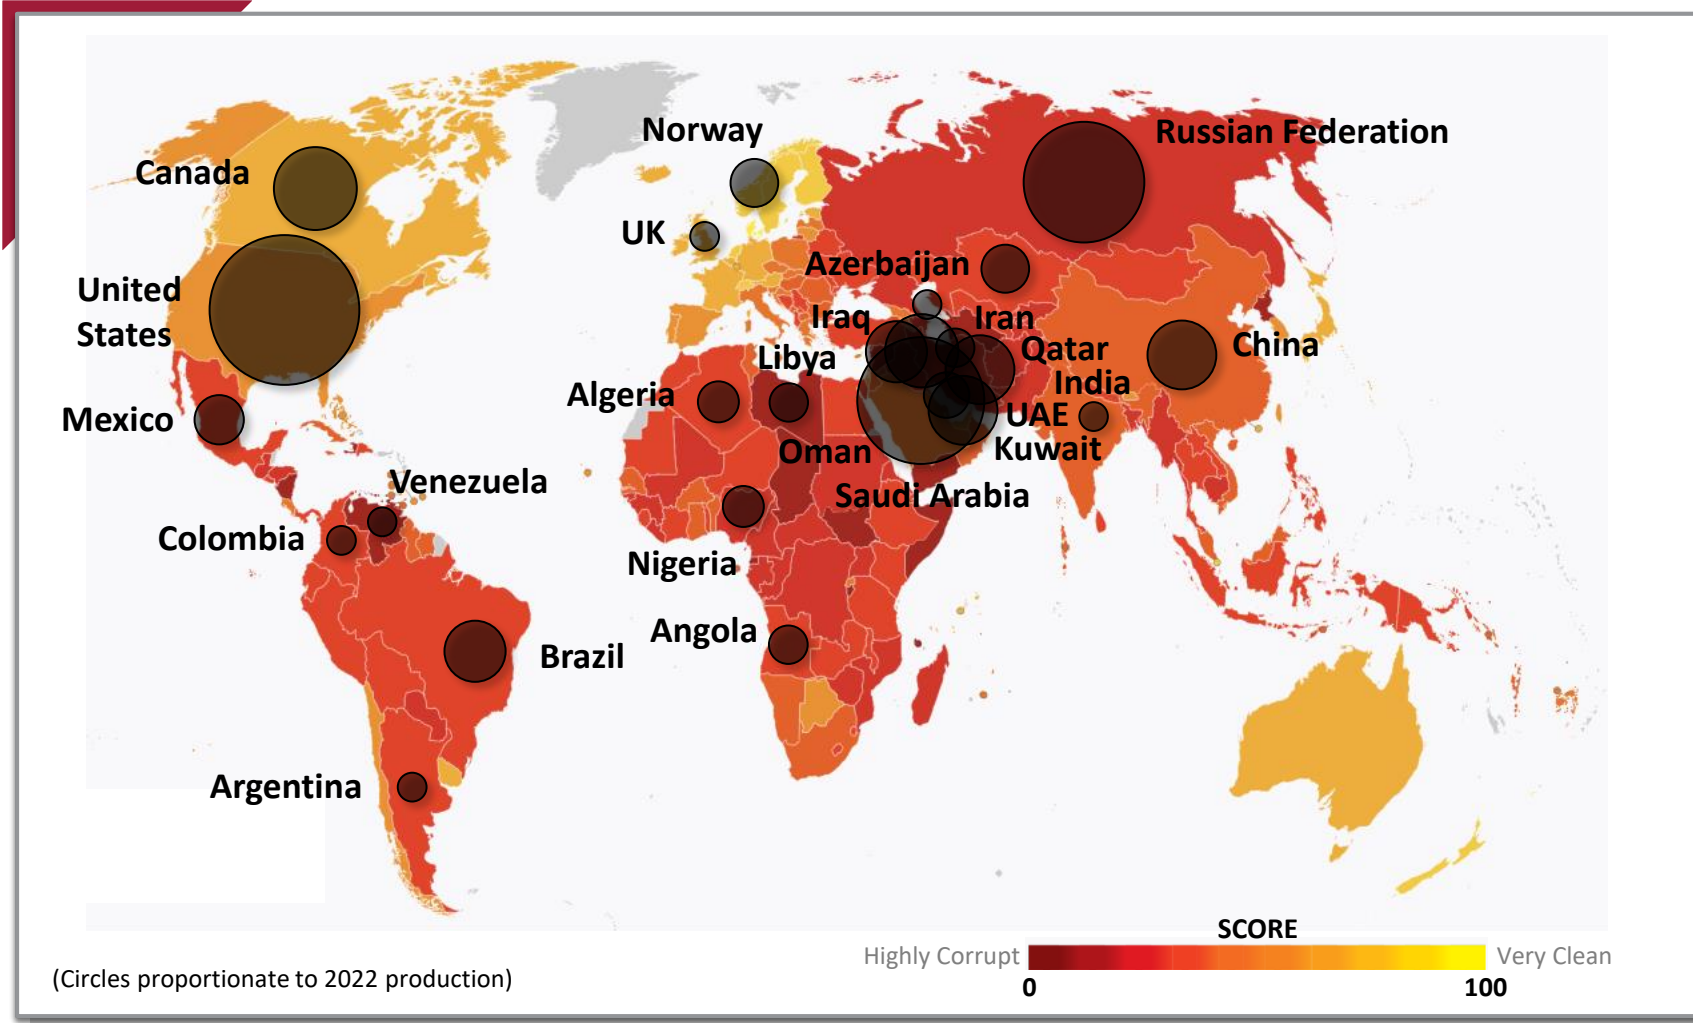 Norway
Russian Federation
Canada
UK
Azerbaijan
United
States
Iraq
Iran
Libya
Qatar
China
Algeria
India
Mexico
UAE
Oman
Kuwait
Venezuela
Saudi Arabia
Colombia
Nigeria
Angola
Brazil
Argentina
SCORE
Highly Corrupt
Very Clean
(Circles proportionate to 2022 production)
0
100